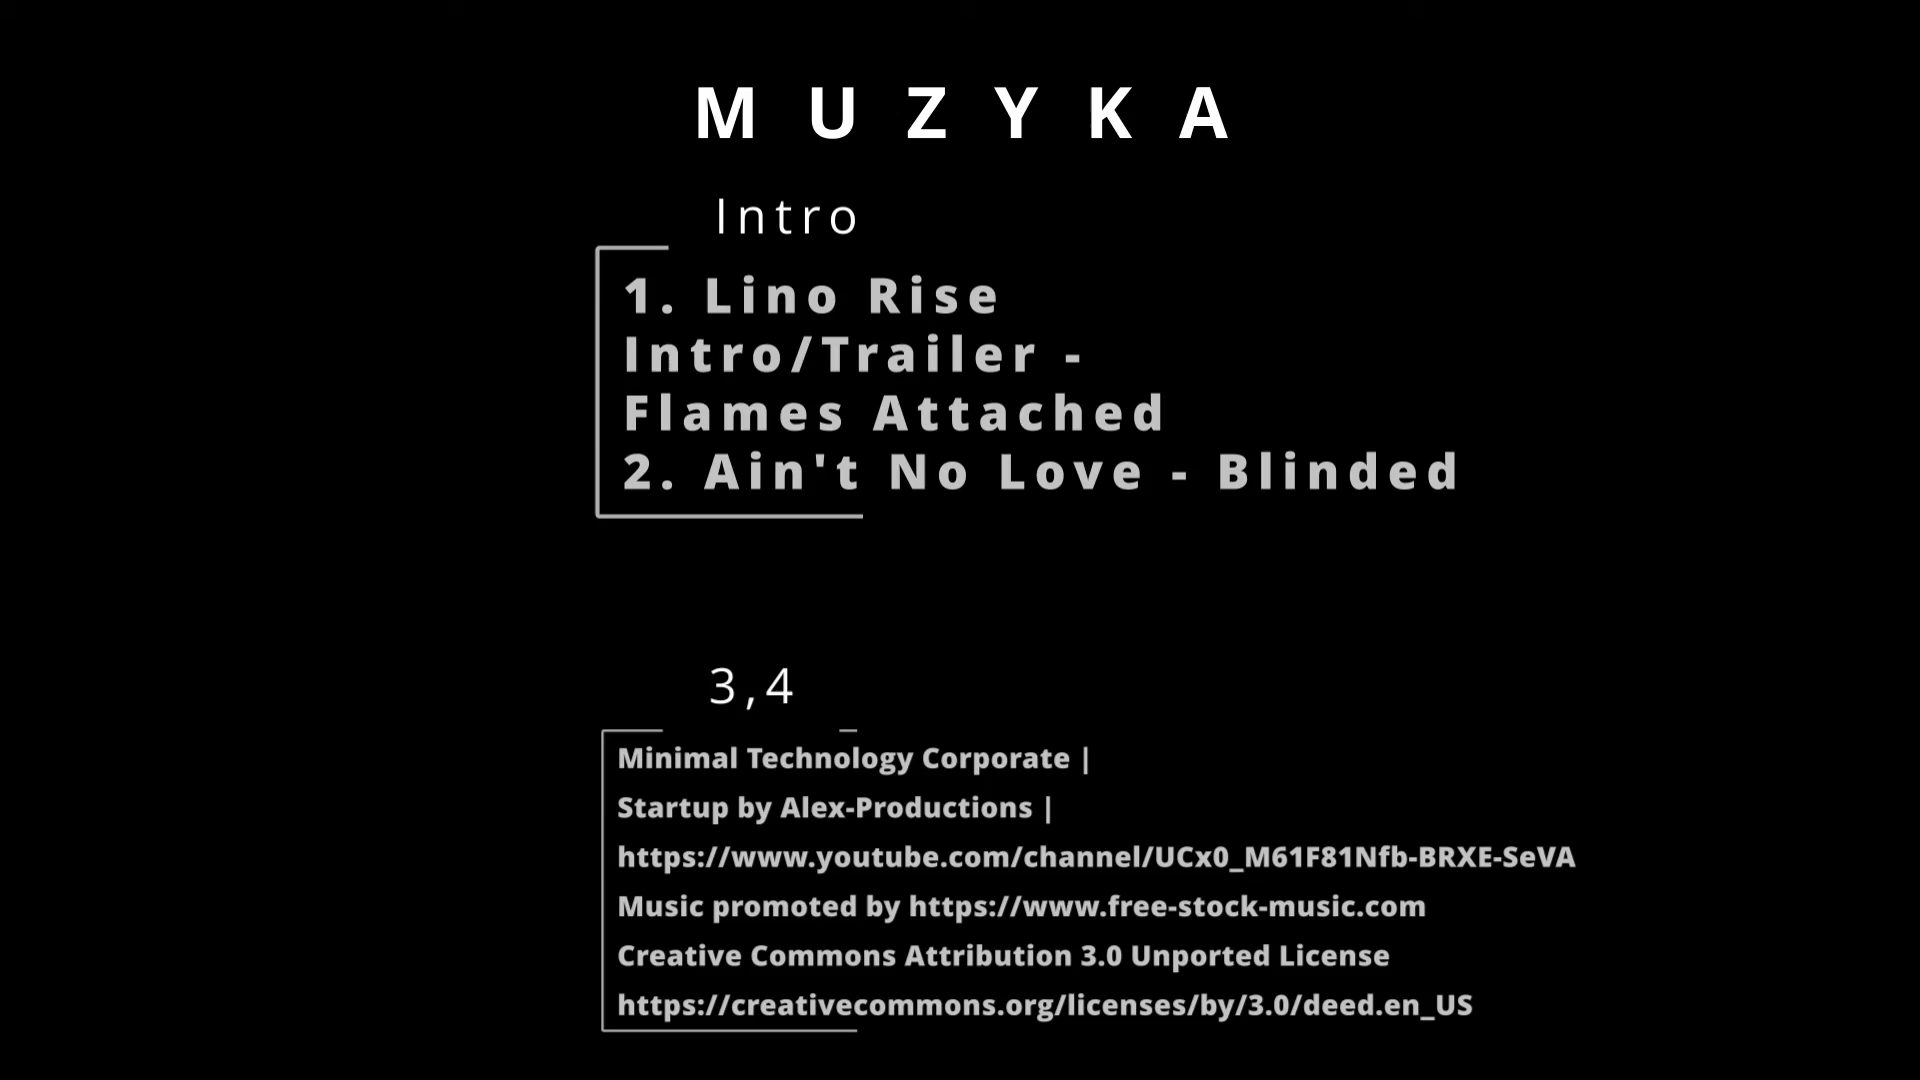 MUZYKA
Intro
1. Lino Rise
Intro/Trailer -
Flames Attached
2. Ain't No Love - Blinded
3,4
Minimal Technology Corporate |
Startup by Alex-Productions |
https://www.youtube.com/channel/UCx0_M61F81Nfb-BRXE-SeVA
Music promoted by https://www.free-stock-music.com
Creative Commons Attribution 3.0 Unported License
https://creativecommons.org/licenses/by/3.0/deed.en_US